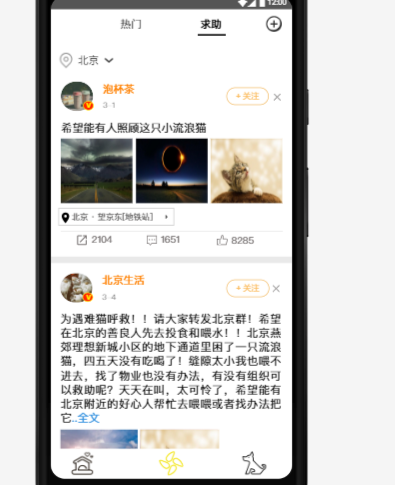 12:00
热门
求助
北京
泡杯茶
3-1
+关注
希望能有人照顾这只小流浪猫
北京 · 望京东[地铁站]
2104
1651
8285
北京生活
3-4
+关注
为遇难猫呼救！！请大家转发北京群！希望
在北京的善良人先去投食和喂水！！北京燕
郊理想新城小区的地下通道里困了一只流浪
猫，四五天没有吃喝了！缝隙太小我也喂不
进去，找了物业也没有办法，有没有组织可
以救助呢？天天在叫，太可怜了，希望能有
北京附近的好心人帮忙去喂喂或者找办法把
它..全文